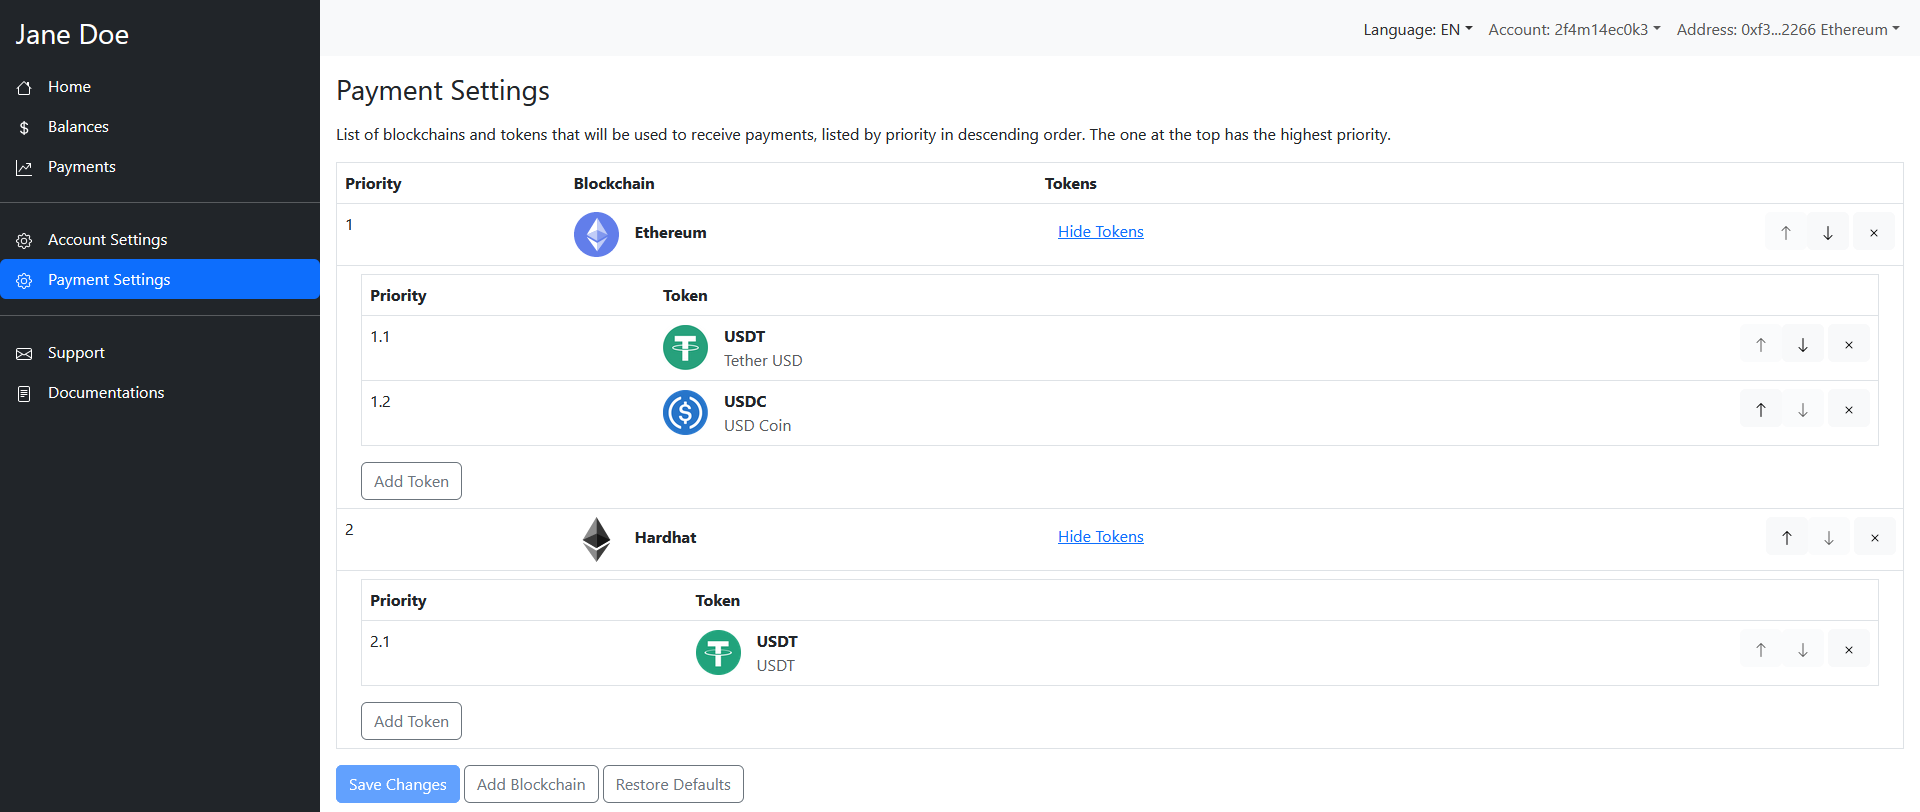 Jane Doe
Home
Balances
Payments
Account Settings
Payment Settings
Support
Documentations
Language: EN
Account: 2f4m14ec0k3
Address: 0xf3...2266 Ethereum
Payment Settings
List of blockchains and tokens that will be used to receive payments, listed by priority in descending order. The one at the top has the highest priority.
Priority Blockchain Tokens
1 Ethereum Hide Tokens
Priority Token
1.1 USDT
Tether USD
1.2 USDC
USD Coin
Add Token
2 Hardhat Hide Tokens
Priority Token
2.1 USDT
USDT
Add Token
Save Changes Add Blockchain Restore Defaults